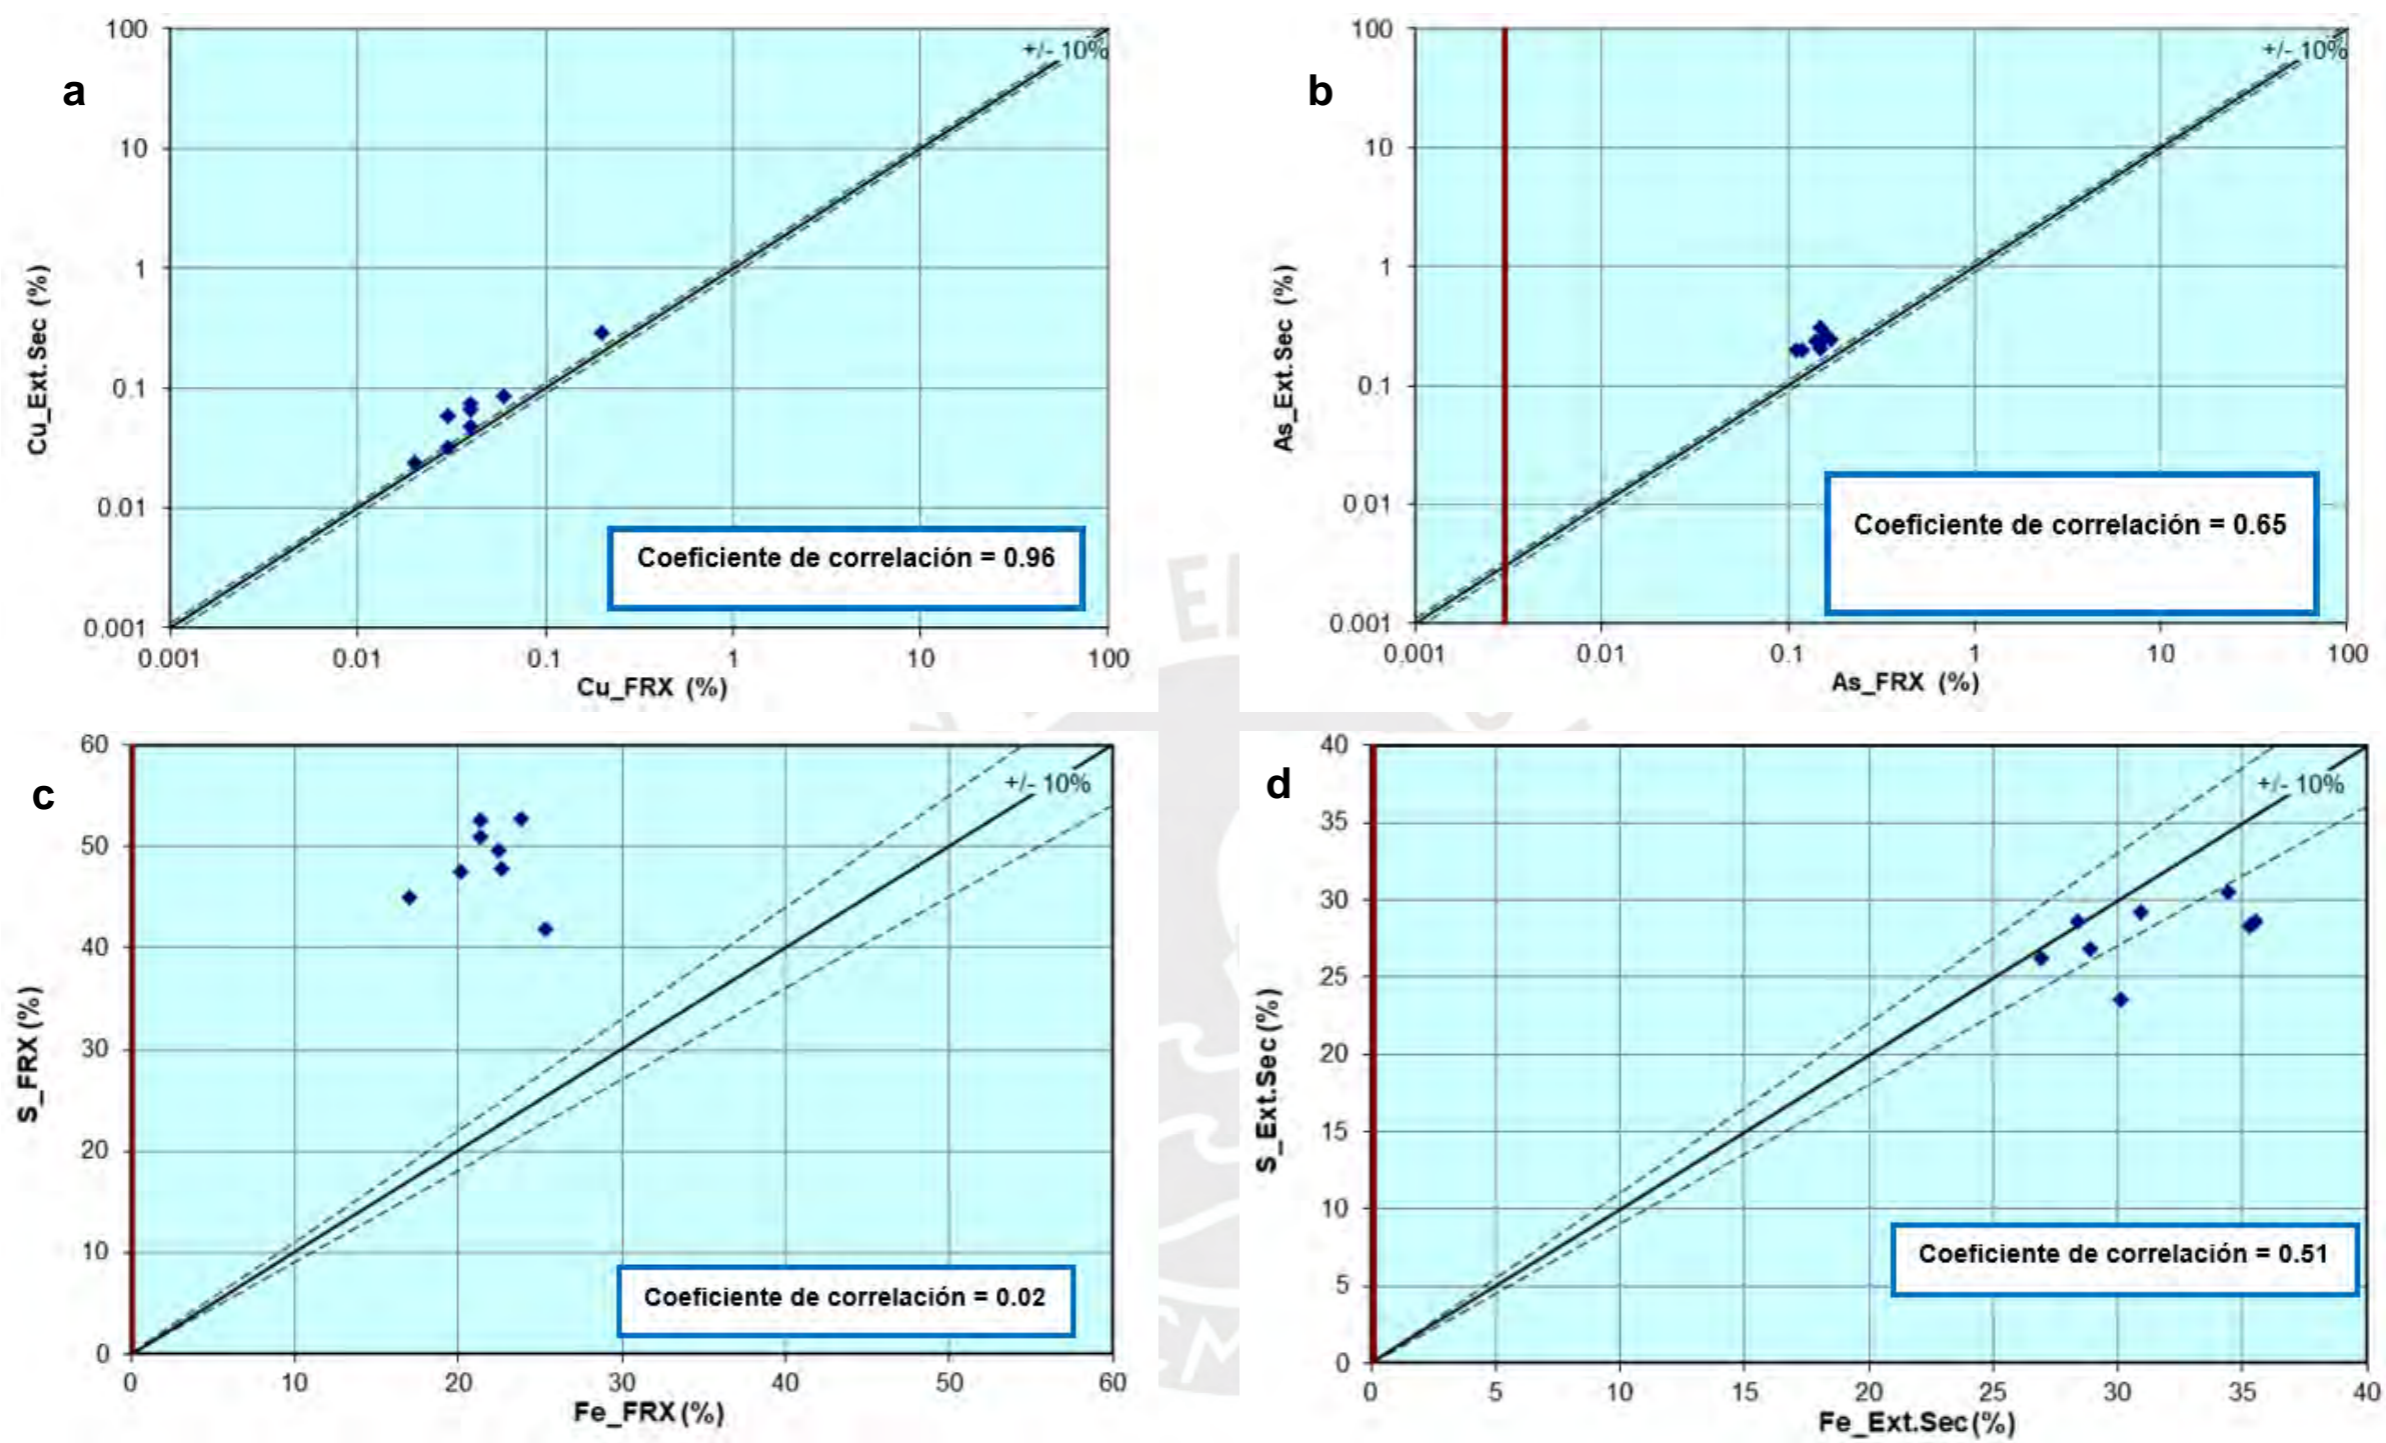 a
100
10
1
0.1
0.01
0.001
Cu_Ext.Sec (%)
+/- 10%
Coeficiente de correlación = 0.96
0.001 0.01 0.1 1 10 100
Cu_FRX (%)
b
100
10
1
0.1
0.01
0.001
As_Ext.Sec (%)
+/- 10%
Coeficiente de correlación = 0.65
0.001 0.01 0.1 1 10 100
As_FRX (%)
c
60
50
40
30
20
10
0
S_FRX (%)
+/- 10%
Coeficiente de correlación = 0.02
0 10 20 30 40 50 60
Fe_FRX (%)
d
40
35
30
25
20
15
10
5
0
S_Ext.Sec (%)
+/- 10%
Coeficiente de correlación = 0.51
0 5 10 15 20 25 30 35 40
Fe_Ext.Sec (%)